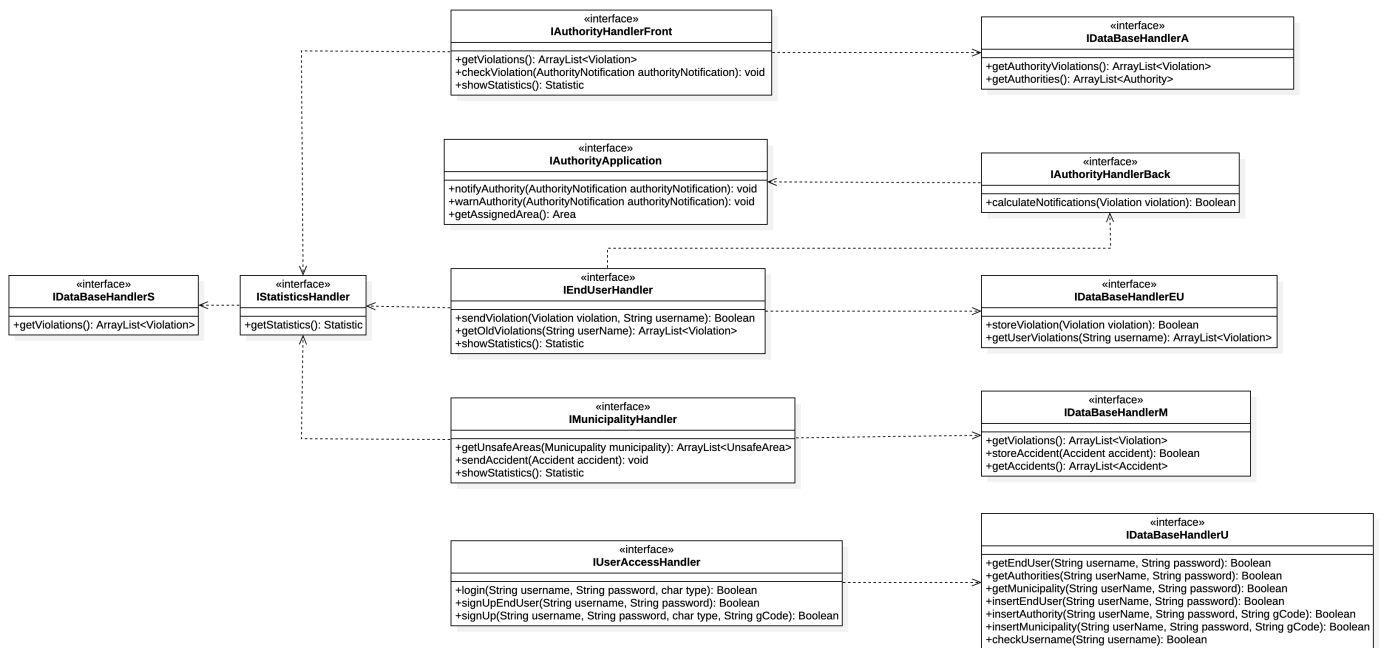 «interface»
IAuthorityHandlerFront
+getViolations(): ArrayList<Violation>
+checkViolation(AuthorityNotification authorityNotification): void
+showStatistics(): Statistic
«interface»
IDataBaseHandlerA
+getAuthorityViolations(): ArrayList<Violation>
+getAuthorities(): ArrayList<Authority>
«interface»
IAuthorityApplication
+notifyAuthority(AuthorityNotification authorityNotification): void
+warnAuthority(AuthorityNotification authorityNotification): void
+getAssignedArea(): Area
«interface»
IAuthorityHandlerBack
+calculateNotifications(Violation violation): Boolean
«interface»
IDataBaseHandlerS
+getViolations(): ArrayList<Violation>
«interface»
IStatisticsHandler
+getStatistics(): Statistic
«interface»
IEndUserHandler
+sendViolation(Violation violation, String username): Boolean
+getOldViolations(String userName): ArrayList<Violation>
+showStatistics(): Statistic
«interface»
IDataBaseHandlerEU
+storeViolation(Violation violation): Boolean
+getUserViolations(String username): ArrayList<Violation>
«interface»
IMunicipalityHandler
+getUnsafeAreas(Municupality municipality): ArrayList<UnsafeArea>
+sendAccident(Accident accident): void
+showStatistics(): Statistic
«interface»
IDataBaseHandlerM
+getViolations(): ArrayList<Violation>
+storeAccident(Accident accident): Boolean
+getAccidents(): ArrayList<Accident>
«interface»
IUserAccessHandler
+login(String username, String password, char type): Boolean
+signUpEndUser(String username, String password): Boolean
+signUp(String username, String password, char type, String gCode): Boolean
«interface»
IDataBaseHandlerU
+getEndUser(String username, String password): Boolean
+getAuthorities(String userName, String password): Boolean
+getMunicipality(String userName, String password): Boolean
+insertEndUser(String userName, String password): Boolean
+insertAuthority(String userName, String password, String gCode): Boolean
+insertMunicipality(String userName, String password, String gCode): Boolean
+checkUsername(String username): Boolean